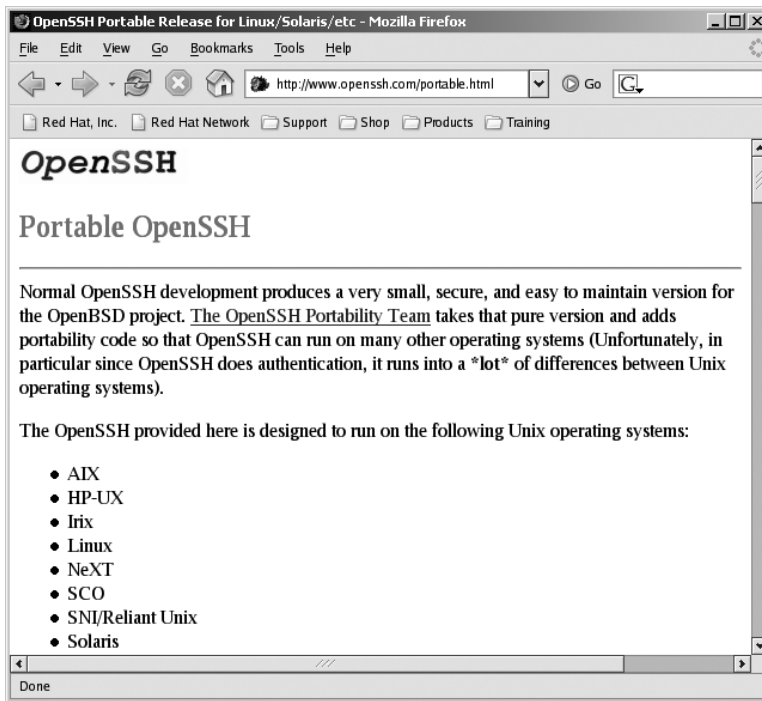 OpenSSH Portable Release for Linux/Solaris/etc - Mozilla Firefox
File Edit View Go Bookmarks Tools Help
http://www.openssh.com/portable.html Go G
Red Hat, Inc. Red Hat Network Support Shop Products Training
OpenSSH
Portable OpenSSH
Normal OpenSSH development produces a very small, secure, and easy to maintain version for
the OpenBSD project. The OpenSSH Portability Team takes that pure version and adds
portability code so that OpenSSH can run on many other operating systems (Unfortunately, in
particular since OpenSSH does authentication, it runs into a *lot* of differences between Unix
operating systems).
The OpenSSH provided here is designed to run on the following Unix operating systems:
• AIX
• HP-UX
• Irix
• Linux
• NeXT
• SCO
• SNI/Reliant Unix
• Solaris
Done